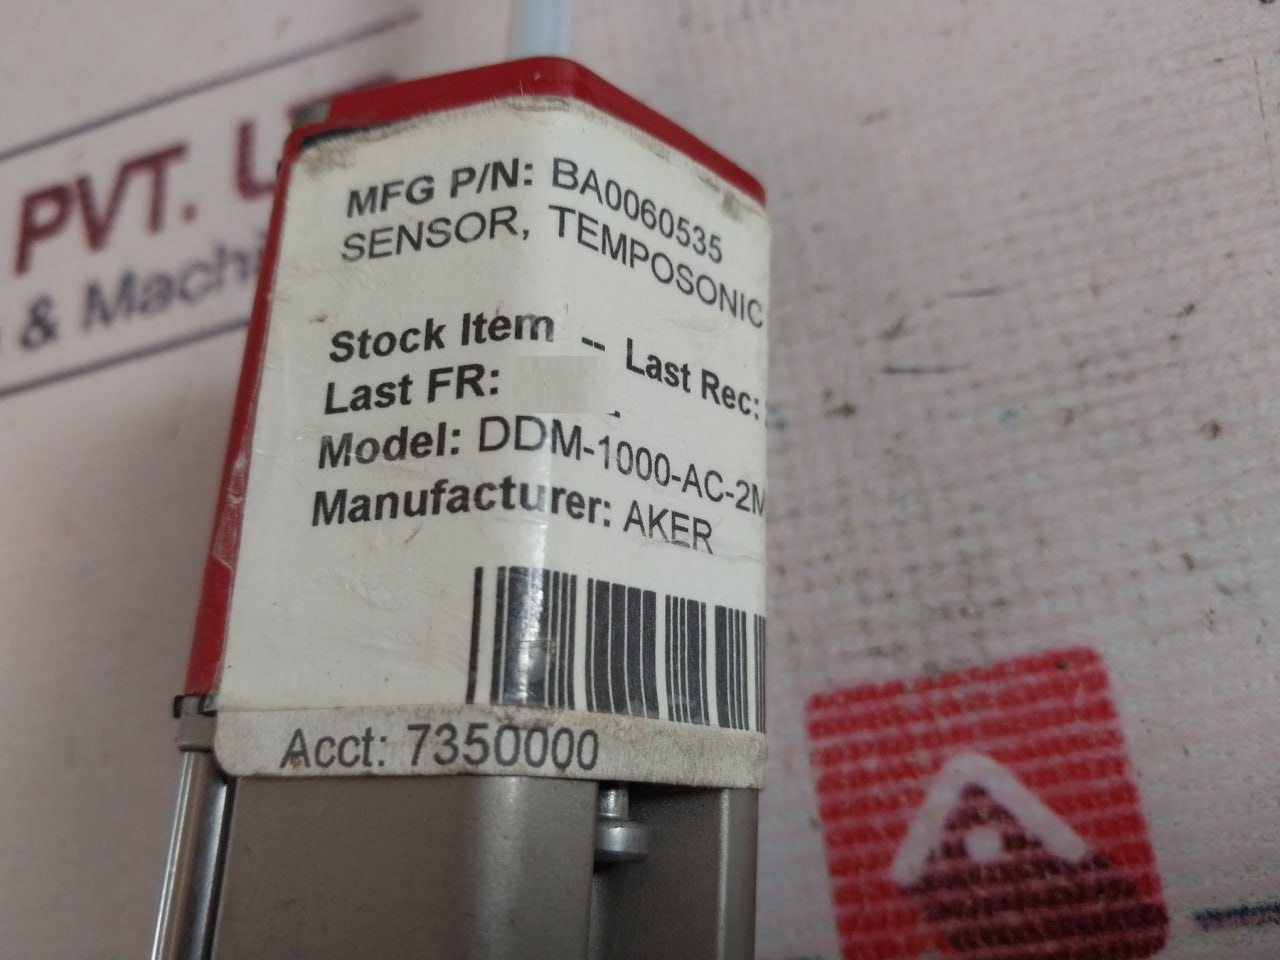 MFG P/N: BA0060535
SENSOR, TEMPOSONIC
Stock Item -- Last Rec:
Last FR:
Model: DDM-1000-AC-2M
Manufacturer: AKER
Acct: 7350000
PVT.
&